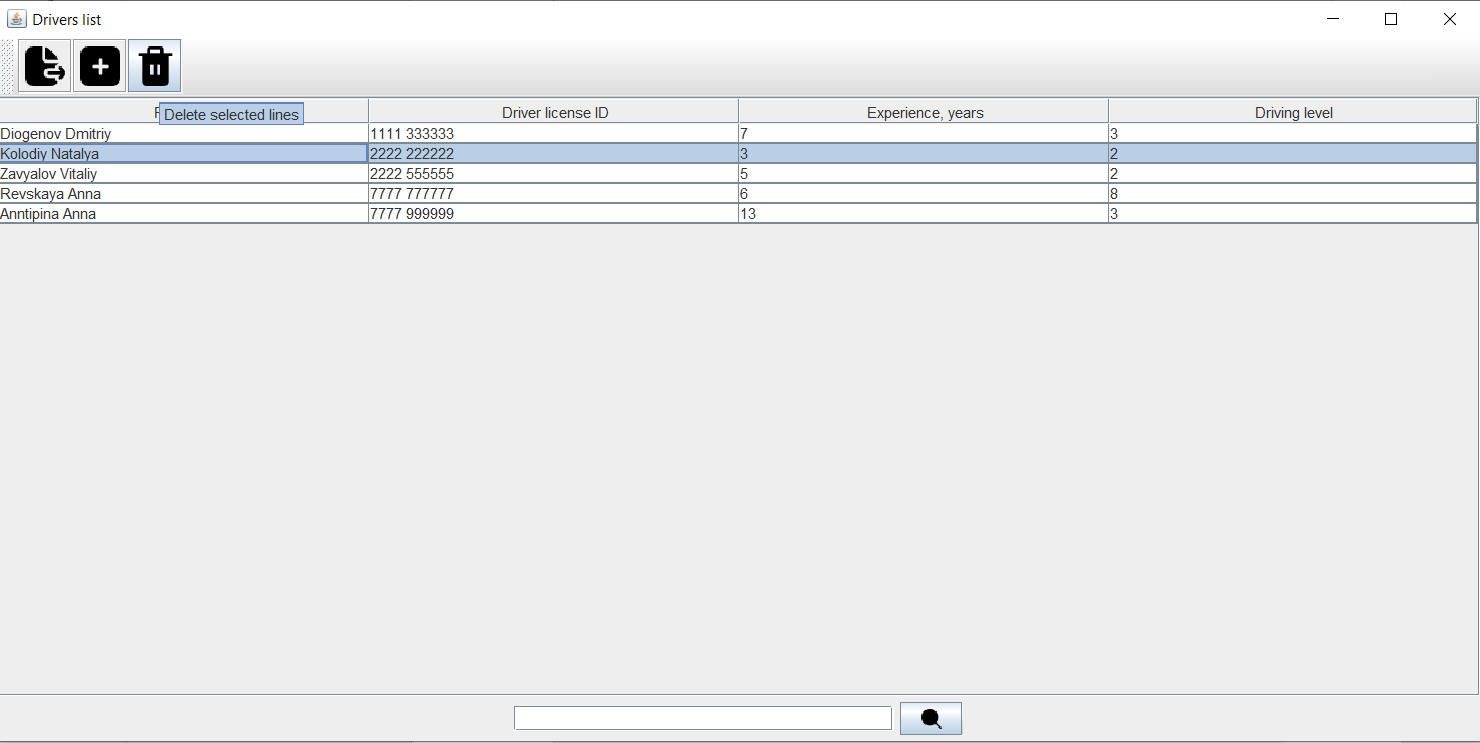 Drivers list
Delete selected lines
Driver license ID
Experience, years
Driving level
Diogenov Dmitriy 1111 333333 7 3
Kolodiy Natalya 2222 222222 3 2
Zavyalov Vitaliy 2222 555555 5 2
Revskaya Anna 7777 777777 6 8
Anntipina Anna 7777 999999 13 3